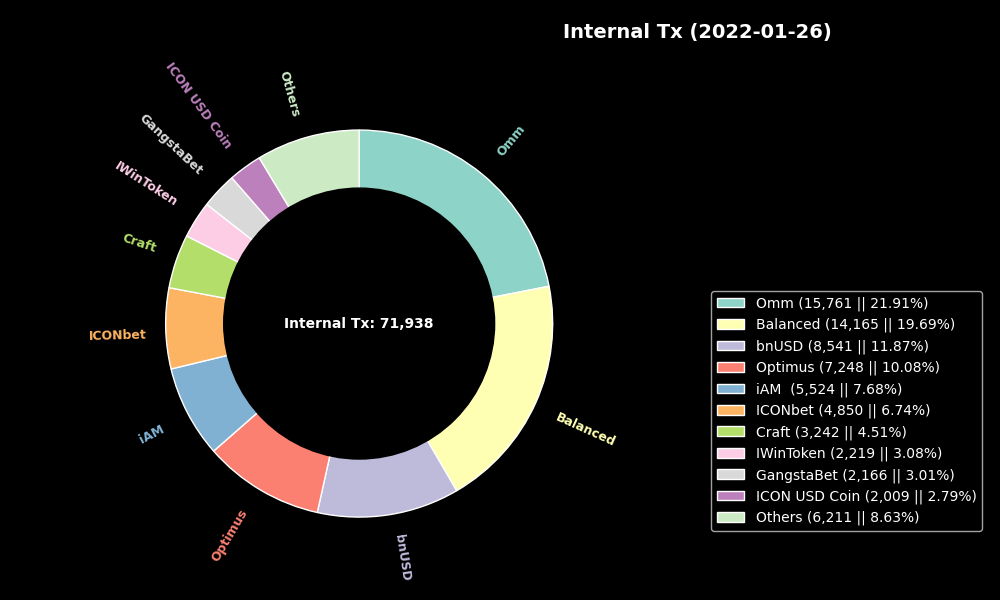 Internal Tx (2022-01-26)
Omm
Balanced
bnUSD
Optimus
iAM
ICONbet
Craft
IWinToken
GangstaBet
ICON USD Coin
Others
Internal Tx: 71,938
Omm (15,761 || 21.91%)
Balanced (14,165 || 19.69%)
bnUSD (8,541 || 11.87%)
Optimus (7,248 || 10.08%)
iAM  (5,524 || 7.68%)
ICONbet (4,850 || 6.74%)
Craft (3,242 || 4.51%)
IWinToken (2,219 || 3.08%)
GangstaBet (2,166 || 3.01%)
ICON USD Coin (2,009 || 2.79%)
Others (6,211 || 8.63%)